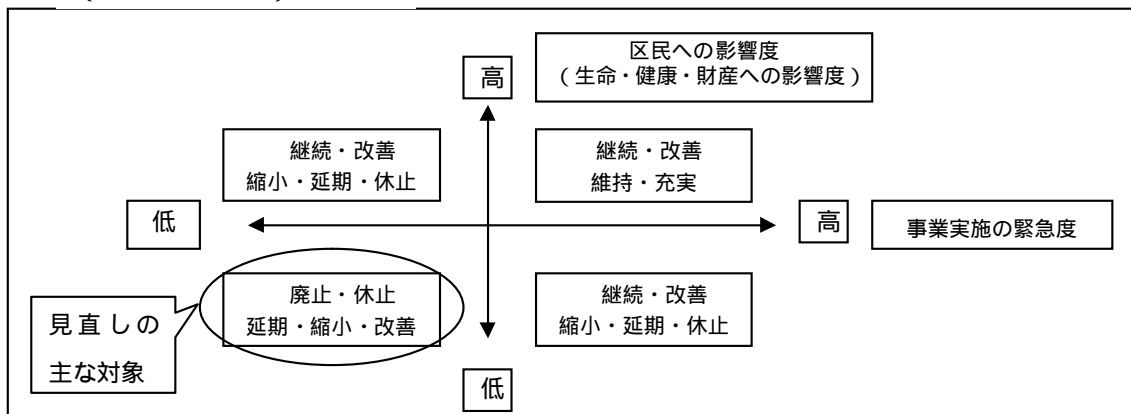 高
区民への影響度
(生命・健康・財産への影響度)
継続・改善
縮小・延期・休止
継続・改善
維持・充実
低
高
事業実施の緊急度
廃止・休止
延期・縮小・改善
継続・改善
縮小・延期・休止
見直しの
主な対象
低